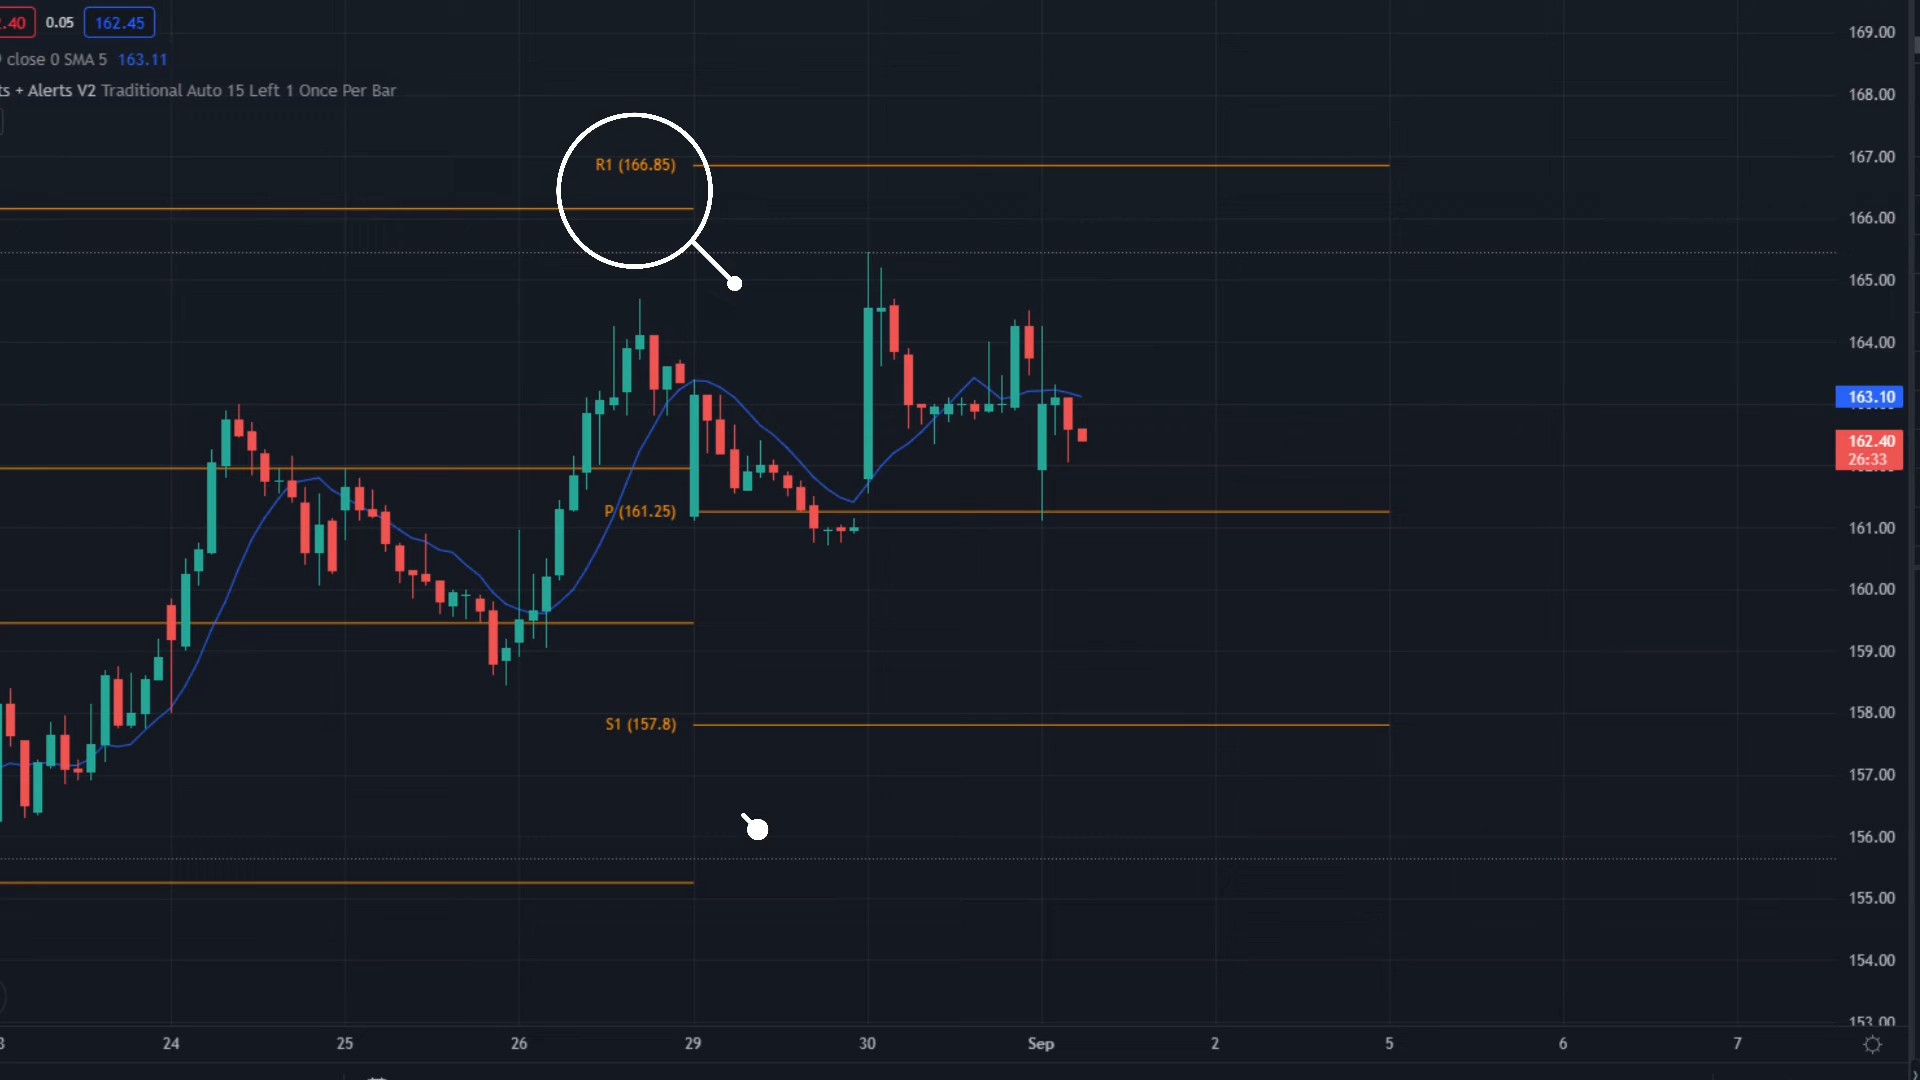 .40 0.05 162.45
close 0 SMA 5 163.11
ts + Alerts V2 Traditional Auto 15 Left 1 Once Per Bar
169.00
168.00
R1 (166.85)
167.00
166.00
165.00
164.00
163.10
162.40
26:33
P (161.25)
161.00
160.00
159.00
S1 (157.8)
158.00
157.00
156.00
155.00
154.00
153.00
24 25 26 29 30 Sep 2 5 6 7